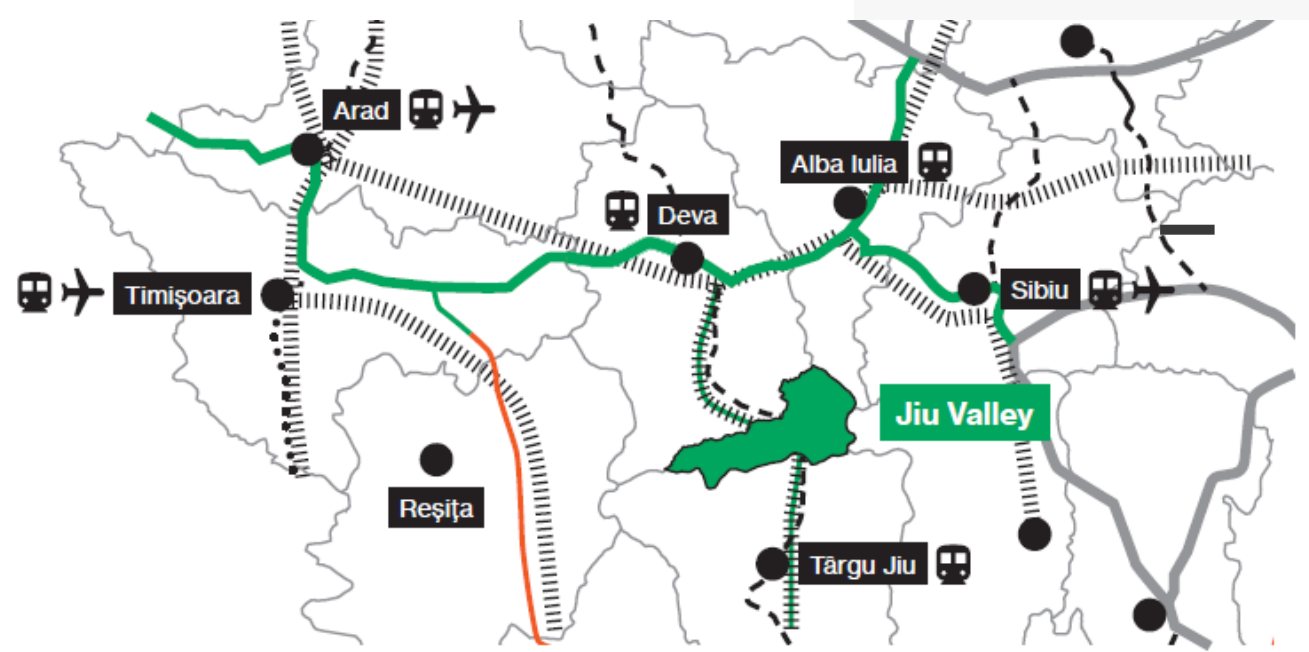 Arad
Alba Iulia
Deva
Timişoara
Sibiu
Jiu Valley
Reşiţa
Târgu Jiu